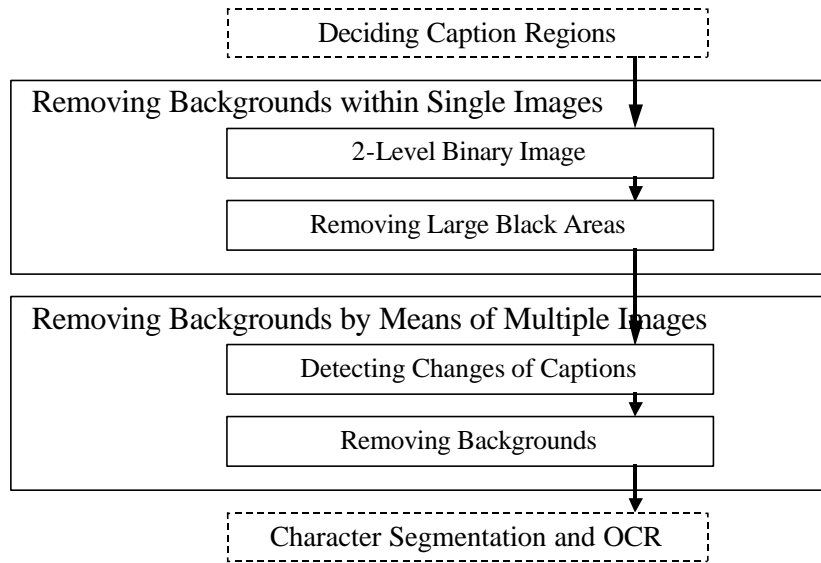 Deciding Caption Regions
Removing Backgrounds within Single Images
2-Level Binary Image
Removing Large Black Areas
Removing Backgrounds by Means of Multiple Images
Detecting Changes of Captions
Removing Backgrounds
Character Segmentation and OCR